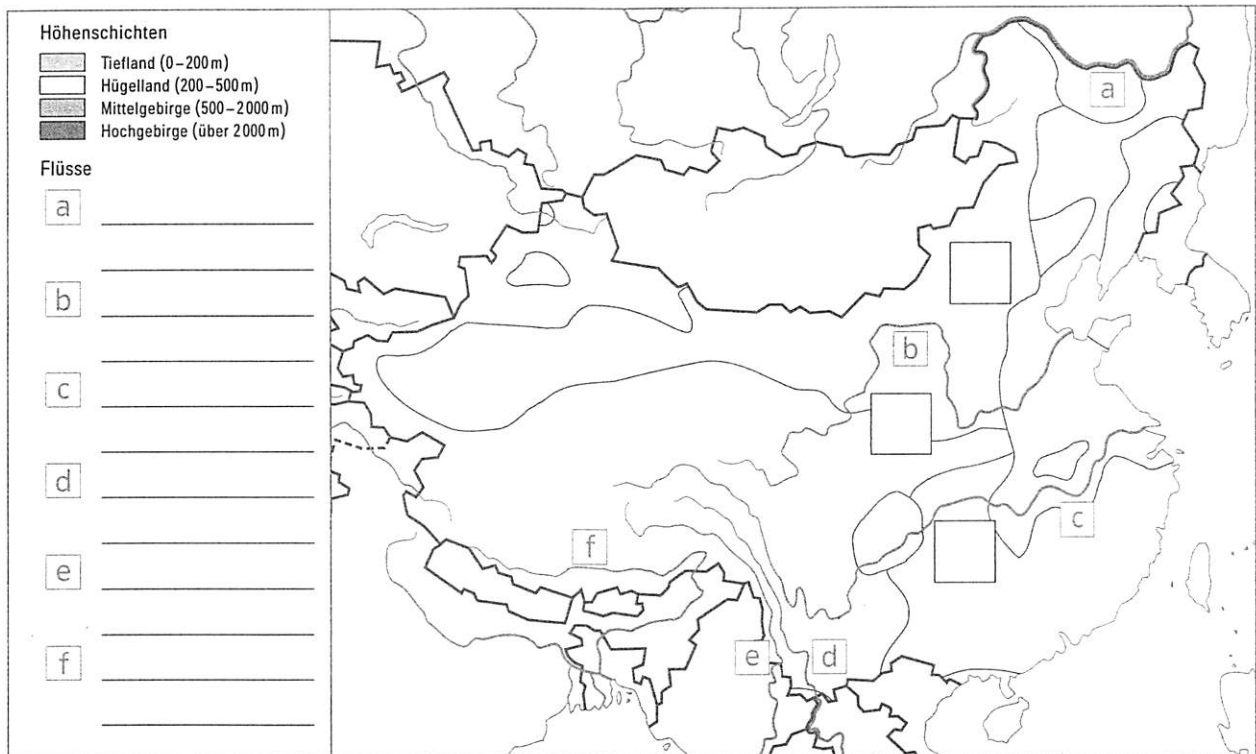 Höhenschichten
Tiefland (0–200 m)
Hügelland (200–500 m)
Mittelgebirge (500–2000 m)
Hochgebirge (über 2000 m)
Flüsse
a
b
c
d
e
f
a
b
c
f
e
d